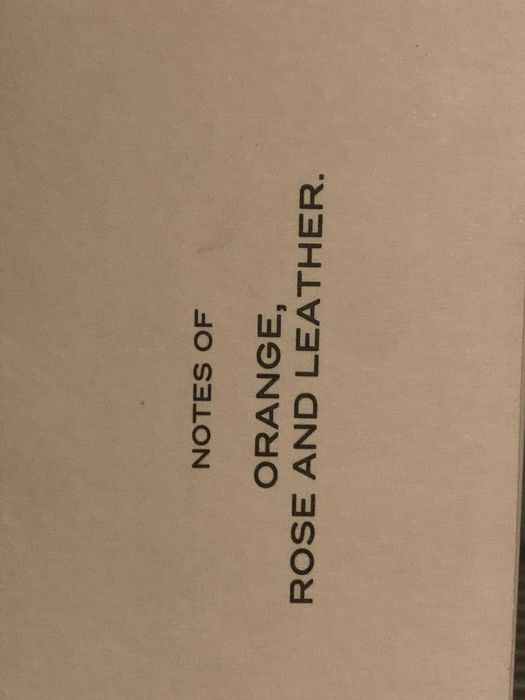 NOTES OF
ORANGE,
ROSE AND LEATHER.